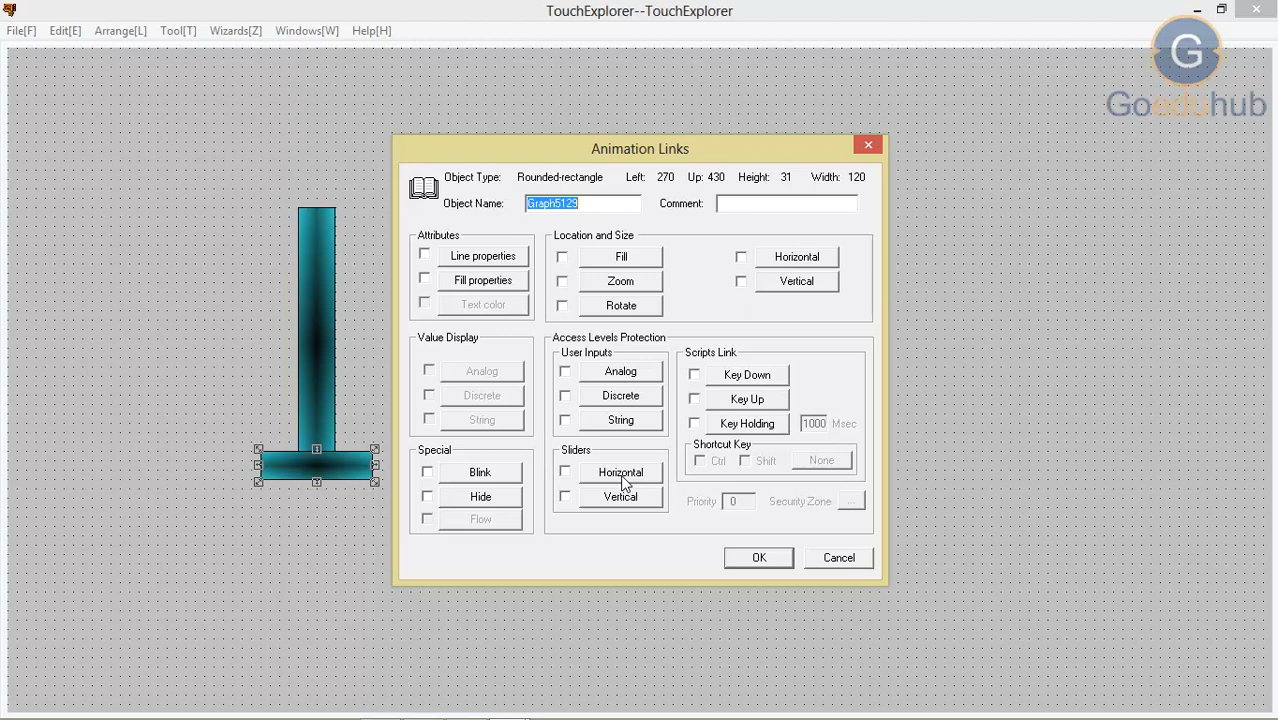 TouchExplorer--TouchExplorer
File[F] Edit[E] Arrange[L] Tool[T] Wizards[Z] Windows[W] Help[H]
G
Goeduhub
Animation Links
Object Type: Rounded-rectangle Left: 270 Up: 430 Height: 31 Width: 120
Object Name: Graph5129 Comment:
Attributes
Line properties
Fill properties
Text color
Location and Size
Fill Horizontal
Zoom Vertical
Rotate
Value Display
Analog
Discrete
String
Access Levels Protection
User Inputs
Analog
Discrete
String
Scripts Link
Key Down
Key Up
Key Holding 1000 Msec
Shortcut Key
Ctrl Shift None
Special
Blink
Hide
Flow
Sliders
Horizontal
Vertical
Priority 0 Security Zone ...
OK Cancel